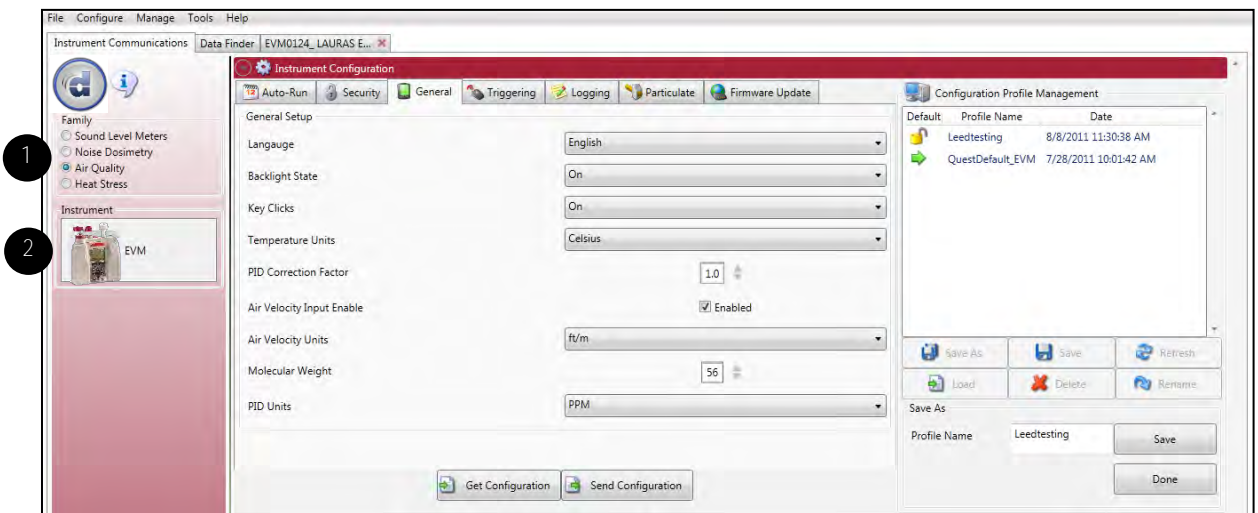 File Configure Manage Tools Help
Instrument Communications Data Finder EVM0124_ LAURAS E...
Instrument Configuration
12 Auto-Run Security General Triggering Logging Particulate Firmware Update
Configuration Profile Management
d i
Family
Sound Level Meters
1 Noise Dosimetry
Air Quality
Heat Stress
Instrument
2 EVM
General Setup
Langauge English
Backlight State On
Key Clicks On
Temperature Units Celsius
PID Correction Factor 1.0
Air Velocity Input Enable Enabled
Air Velocity Units ft/m
Molecular Weight 56
PID Units PPM
Get Configuration Send Configuration
Default Profile Name Date
Leedtesting 8/8/2011 11:30:38 AM
QuestDefault_EVM 7/28/2011 10:01:42 AM
Save As Save Refresh
Load Delete Rename
Save As
Profile Name Leedtesting Save
Done